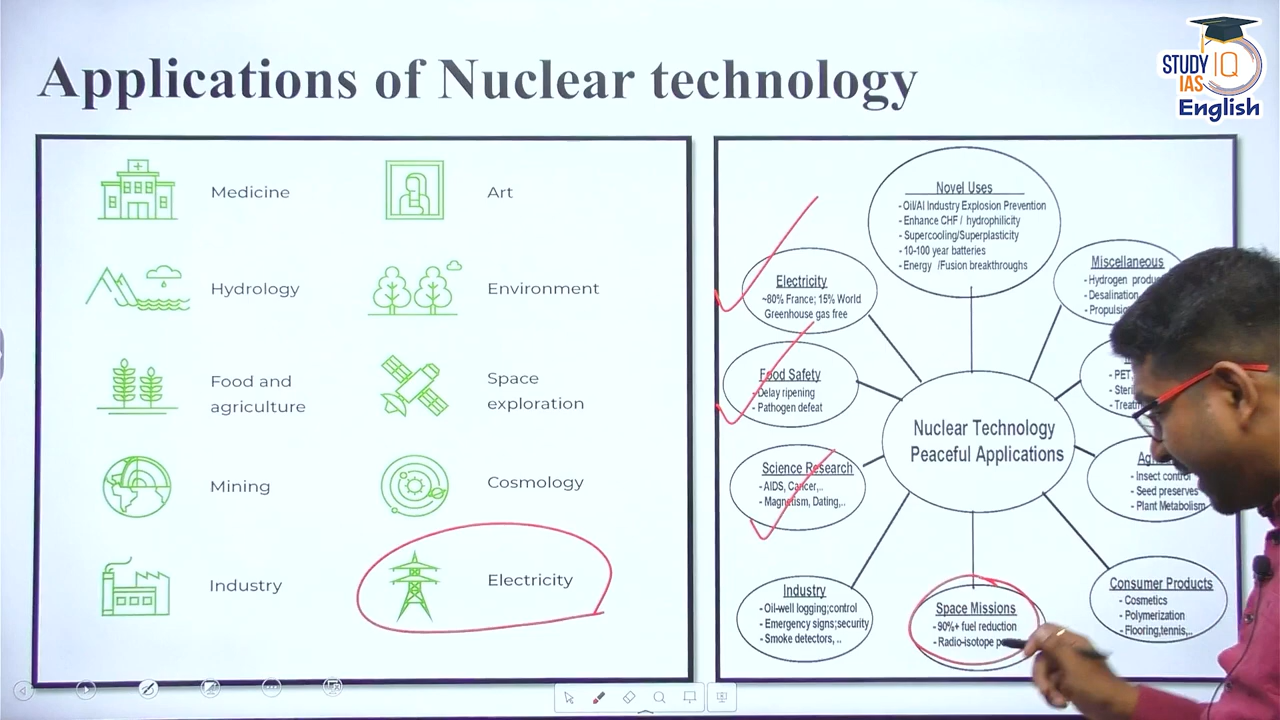 Applications of Nuclear technology
STUDY IQ
IAS
English
Medicine
Art
Hydrology
Environment
Food and
agriculture
Space
exploration
Mining
Cosmology
Industry
Electricity
Novel Uses
- Oil/Al Industry Explosion Prevention
- Enhance CHF / hydrophilicity
- Supercooling/Superplasticity
- 10-100 year batteries
- Energy /Fusion breakthroughs
Electricity
~80% France; 15% World
Greenhouse gas free
Miscellaneous
- Hydrogen
- Desalination
Food Safety
- Delay ripening
- Pathogen defeat
- PET
Science Research
- AIDS, Cancer,..
- Magnetism, Dating,..
Nuclear Technology
Peaceful Applications
- Insect control
- Seed preserves
- Plant Metabolism
Industry
- Oil-well logging;control
- Emergency signs;security
- Smoke detectors, ..
Space Missions
- 90%+ fuel reduction
- Radio-isotope
Consumer Products
- Cosmetics
- Polymerization
- Flooring,tennis,..